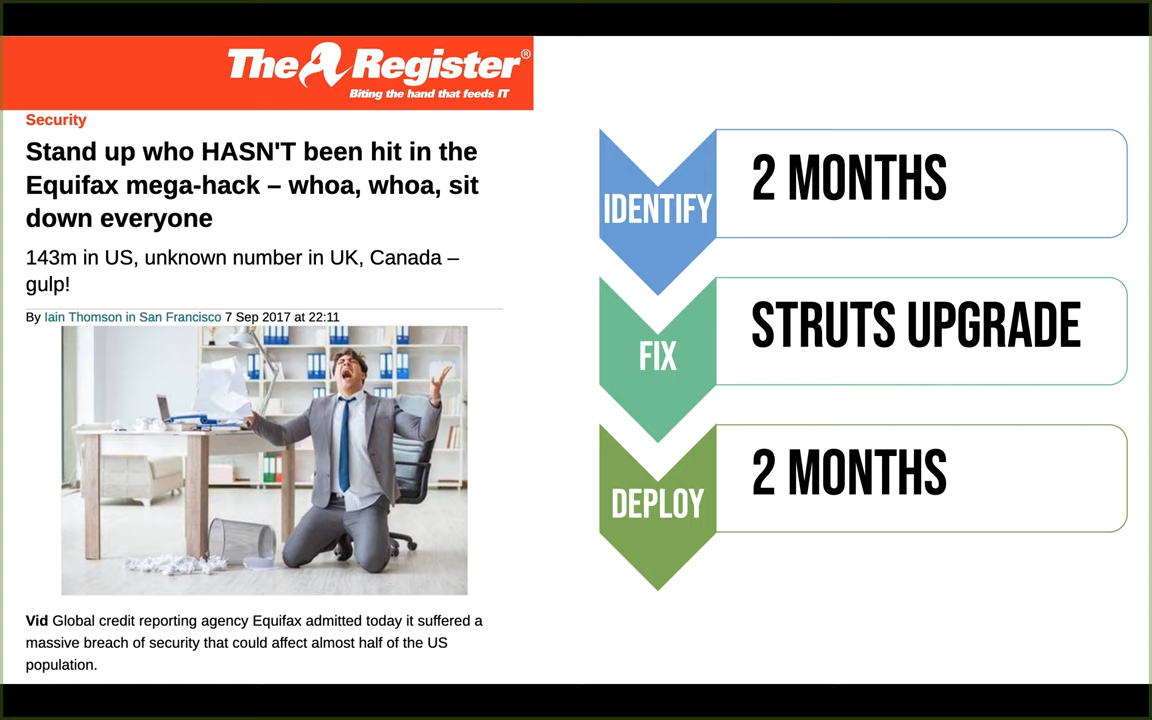 The Register®
Biting the hand that feeds IT
Security
Stand up who HASN'T been hit in the
Equifax mega-hack – whoa, whoa, sit
down everyone
143m in US, unknown number in UK, Canada –
gulp!
By Iain Thomson in San Francisco 7 Sep 2017 at 22:11
Vid Global credit reporting agency Equifax admitted today it suffered a
massive breach of security that could affect almost half of the US
population.
IDENTIFY
2 MONTHS
FIX
STRUTS UPGRADE
DEPLOY
2 MONTHS